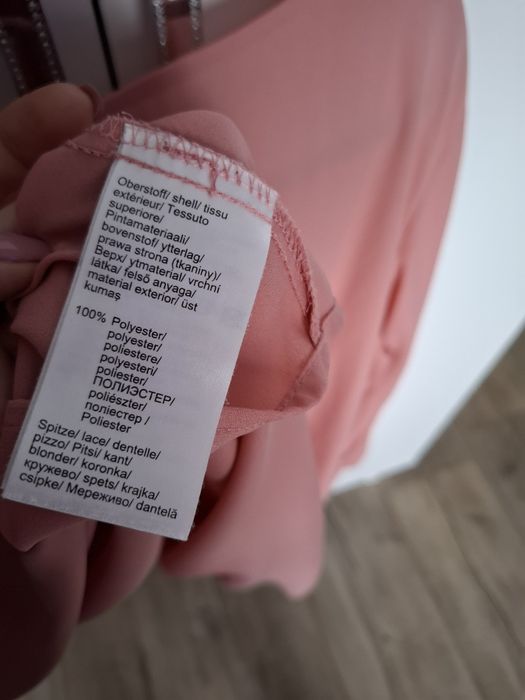 Oberstoff/ shell/ tissu
extérieur/ Tessuto
superiore/
Pintamateriaali/
bovenstof/ ytterlag/
prawa strona (tkaniny)/
Верх/ ytmaterial/ vrchní
látka/ felső anyaga/
material exterior/ üst
kumaş
100% Polyester/
polyester/
poliestere/
polyesteri/
poliester/
ПОЛИЭСТЕР/
poliészter/
поліестер /
Poliester
Spitze/ lace/ dentelle/
pizzo/ Pitsi/ kant/
blonder/ koronka/
кружево/ spets/ krajka/
csipke/ Мереживо/ dantelă